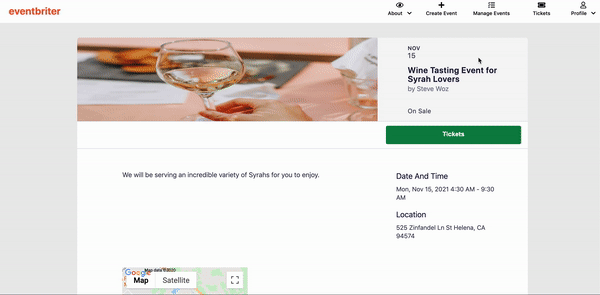 eventbriter
About
Create Event
Manage Events
Tickets
Profile
NOV
15
Wine Tasting Event for
Syrah Lovers
by Steve Woz
On Sale
Tickets
We will be serving an incredible variety of Syrahs for you to enjoy.
Date And Time
Mon, Nov 15, 2021 4:30 AM - 9:30
AM
Location
525 Zinfandel Ln St Helena, CA
94574
Google
Map data ©2020
Map
Satellite